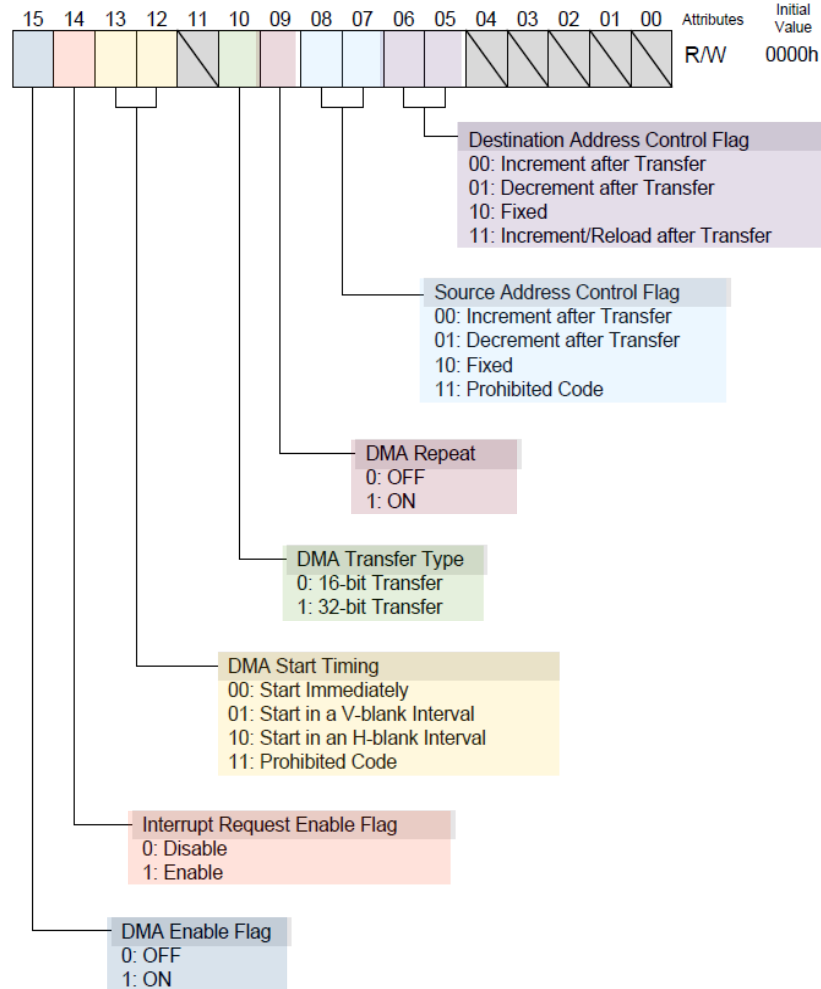 15 14 13 12 11 10 09 08 07 06 05 04 03 02 01 00 Attributes Initial Value
R/W 0000h
Destination Address Control Flag
00: Increment after Transfer
01: Decrement after Transfer
10: Fixed
11: Increment/Reload after Transfer
Source Address Control Flag
00: Increment after Transfer
01: Decrement after Transfer
10: Fixed
11: Prohibited Code
DMA Repeat
0: OFF
1: ON
DMA Transfer Type
0: 16-bit Transfer
1: 32-bit Transfer
DMA Start Timing
00: Start Immediately
01: Start in a V-blank Interval
10: Start in an H-blank Interval
11: Prohibited Code
Interrupt Request Enable Flag
0: Disable
1: Enable
DMA Enable Flag
0: OFF
1: ON